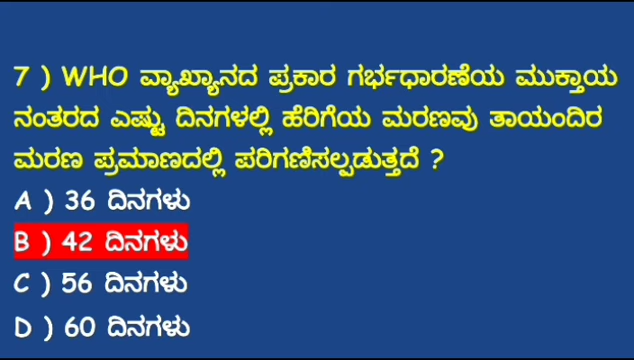 7 ) WHO ವ್ಯಾಖ್ಯಾನದ ಪ್ರಕಾರ ಗರ್ಭಧಾರಣೆಯ ಮುಕ್ತಾಯ
ನಂತರದ ಎಷ್ಟು ದಿನಗಳಲ್ಲಿ ಹೆರಿಗೆಯ ಮರಣವು ತಾಯಂದಿರ
ಮರಣ ಪ್ರಮಾಣದಲ್ಲಿ ಪರಿಗಣಿಸಲ್ಪಡುತ್ತದೆ ?
A ) 36 ದಿನಗಳು
B ) 42 ದಿನಗಳು
C ) 56 ದಿನಗಳು
D ) 60 ದಿನಗಳು